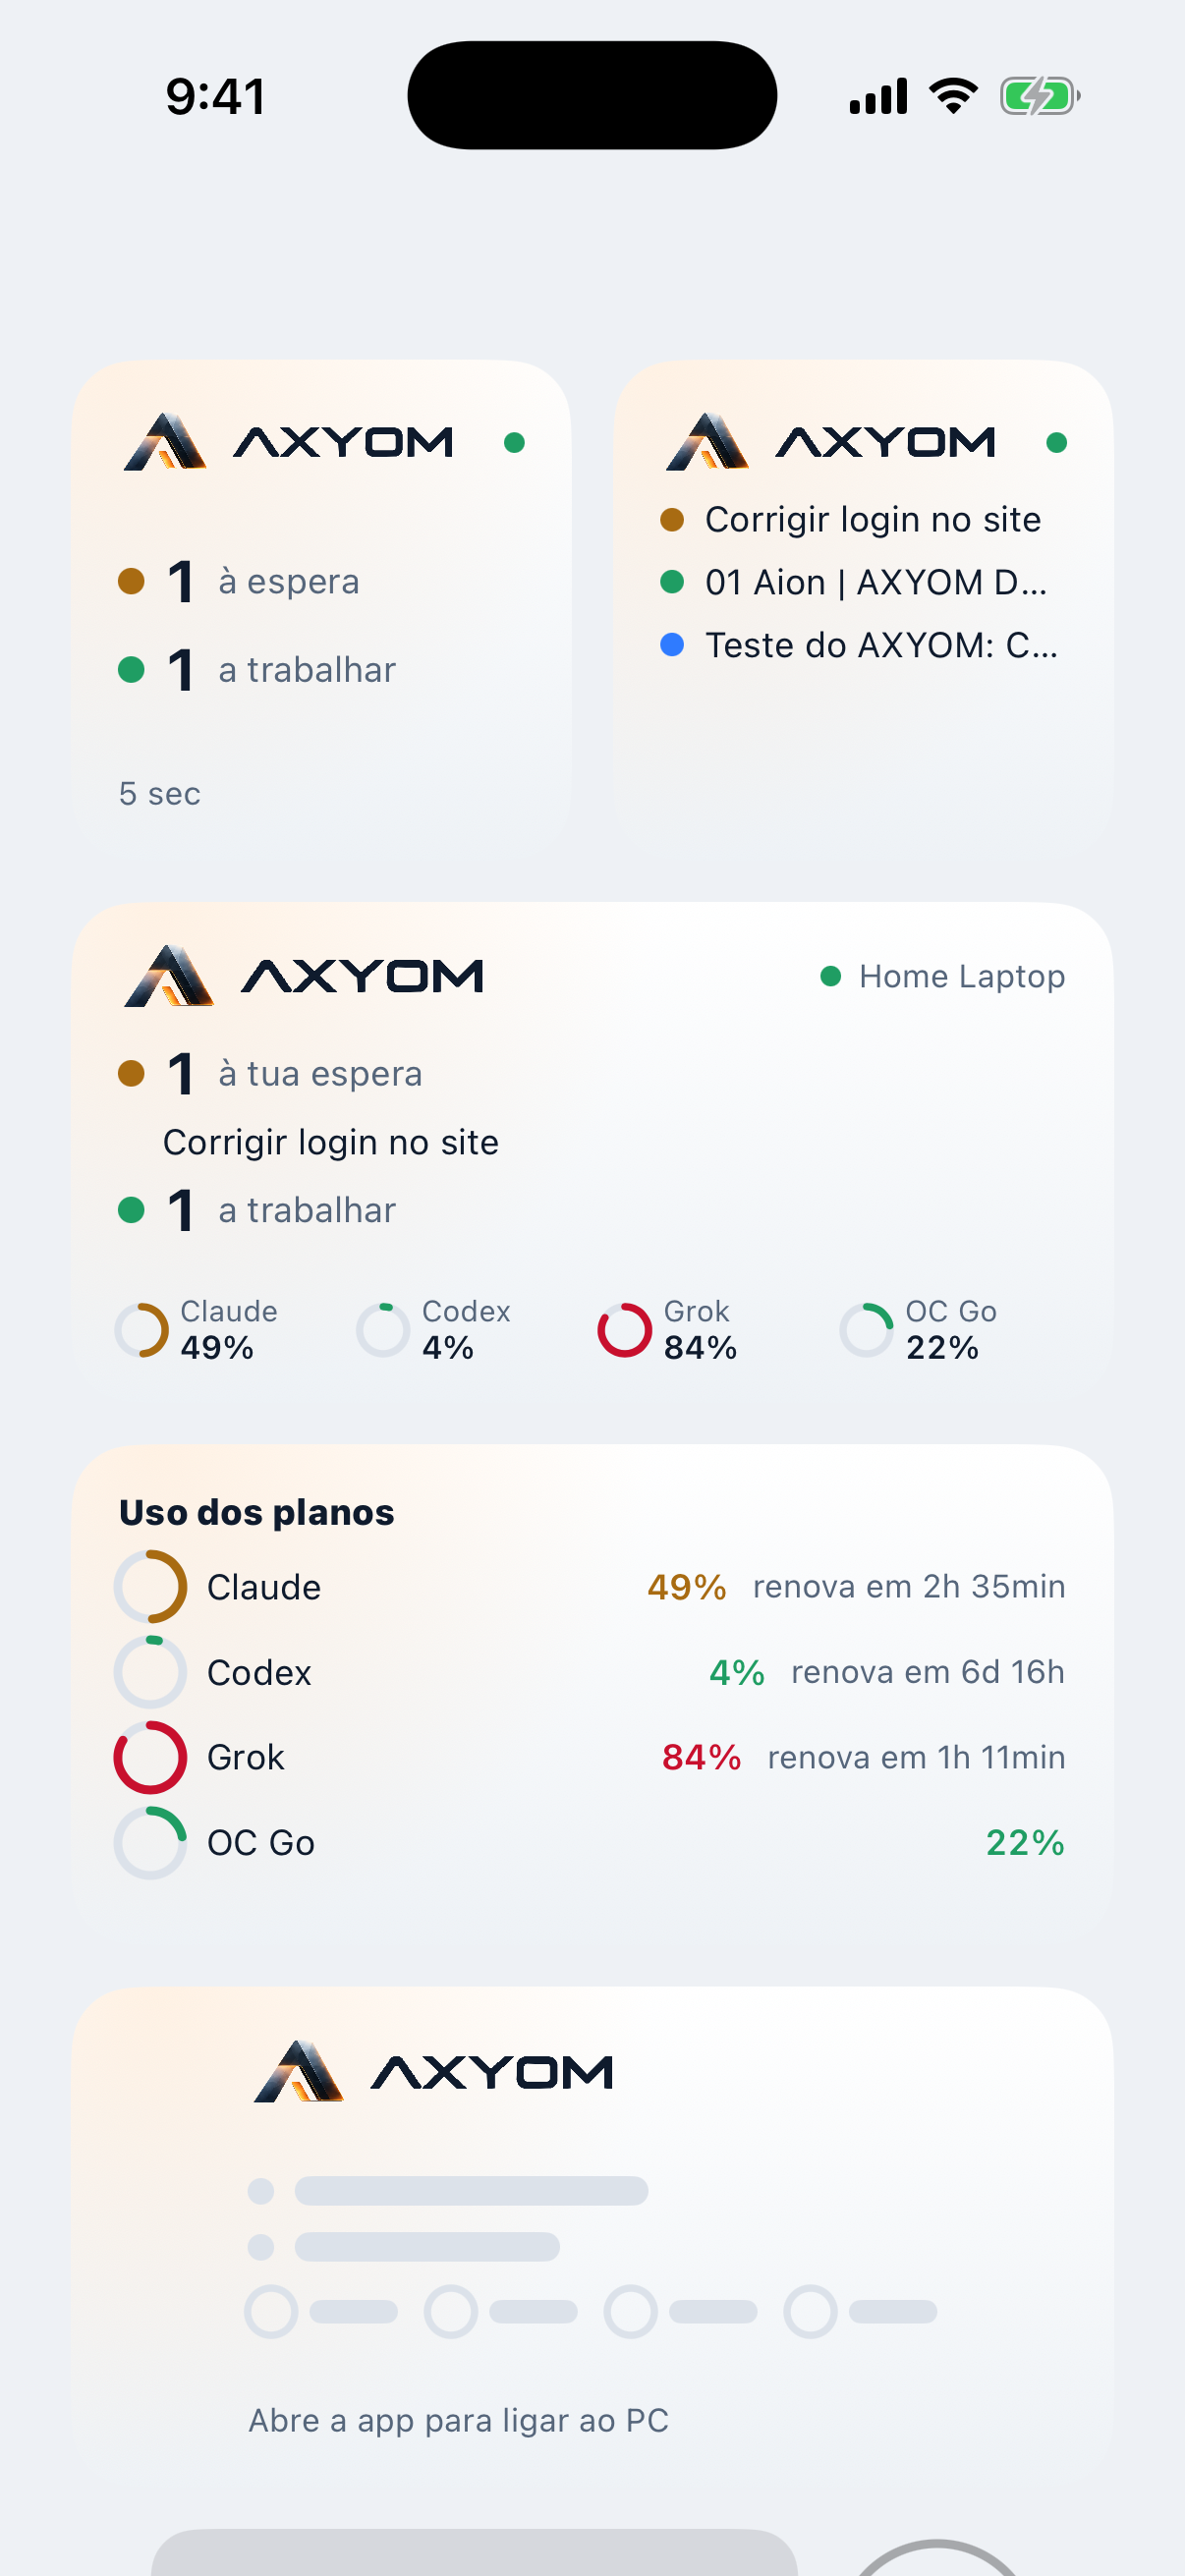 9:41
AXYOM
1 à espera
1 a trabalhar
5 sec
AXYOM
Corrigir login no site
01 Aion | AXYOM D...
Teste do AXYOM: C...
AXYOM
Home Laptop
1 à tua espera
Corrigir login no site
1 a trabalhar
Claude
49%
Codex
4%
Grok
84%
OC Go
22%
Uso dos planos
Claude 49% renova em 2h 35min
Codex 4% renova em 6d 16h
Grok 84% renova em 1h 11min
OC Go 22%
AXYOM
Abre a app para ligar ao PC